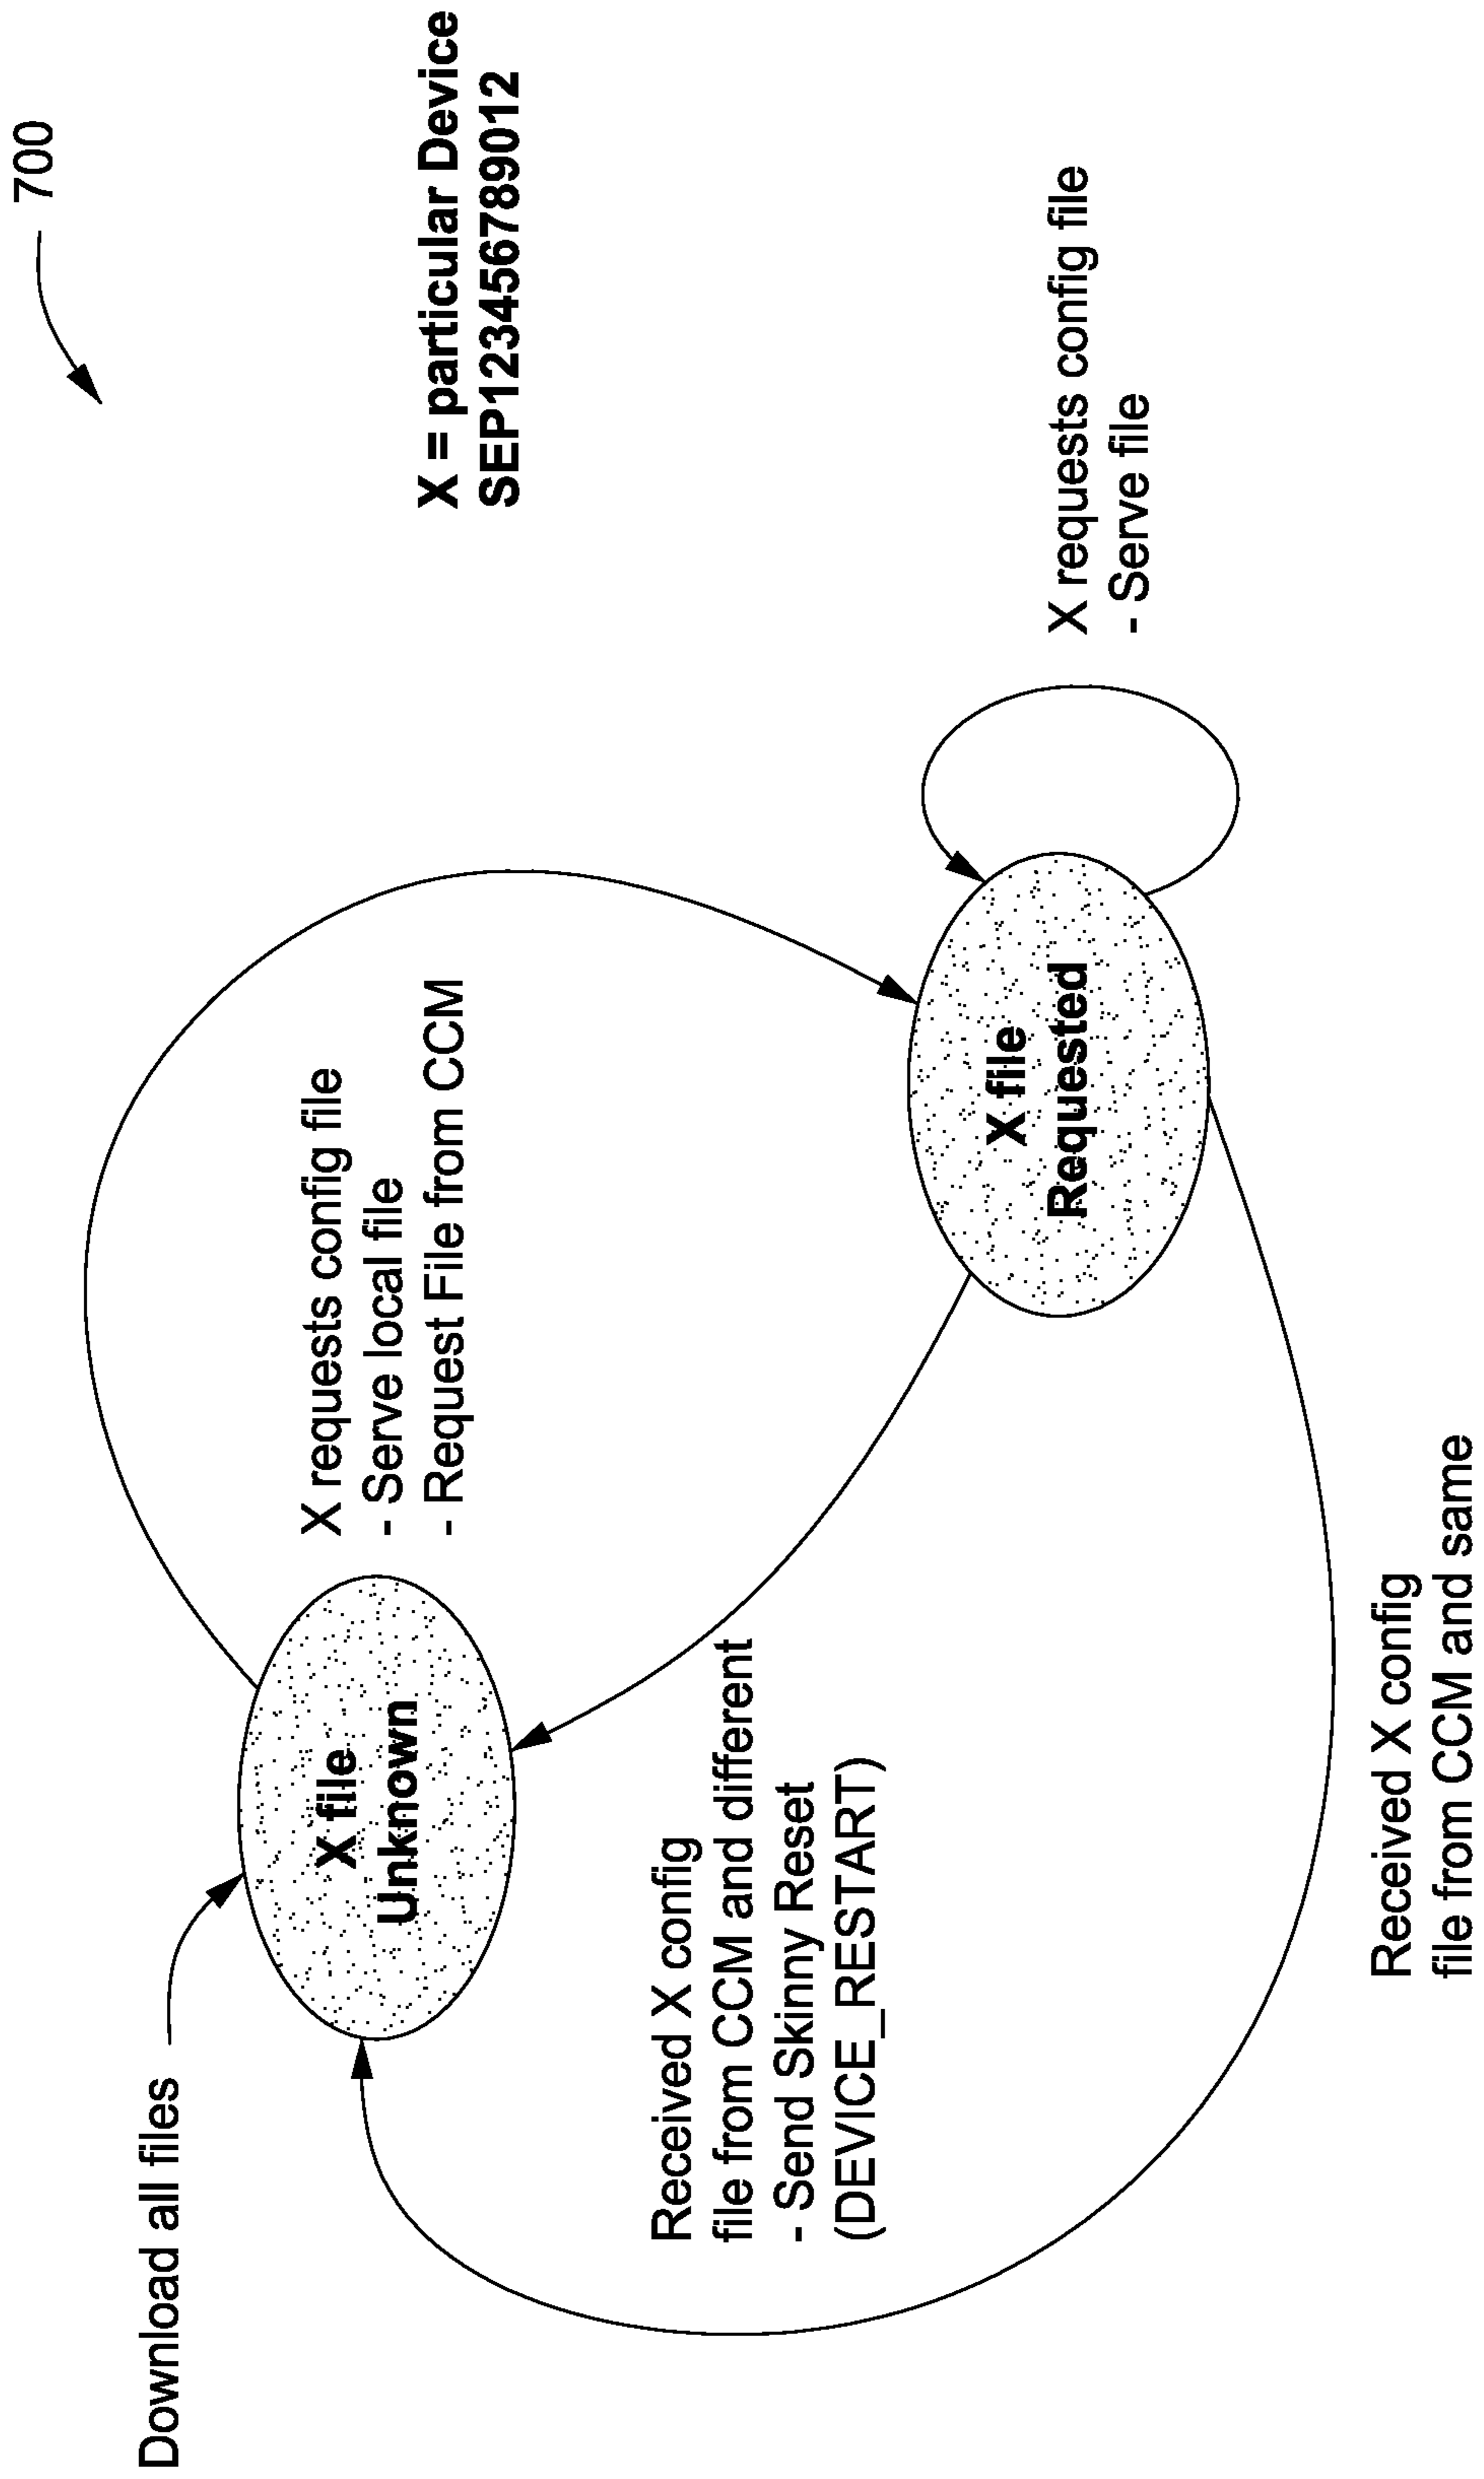 700
Download all files
X = particular Device
SEP123456789012
X file
Unknown
X requests config file
- Serve local file
- Request File from CCM
Received X config
file from CCM and different
- Send Skinny Reset
(DEVICE_RESTART)
X file
Requested
X requests config file
- Serve file
Received X config
file from CCM and same